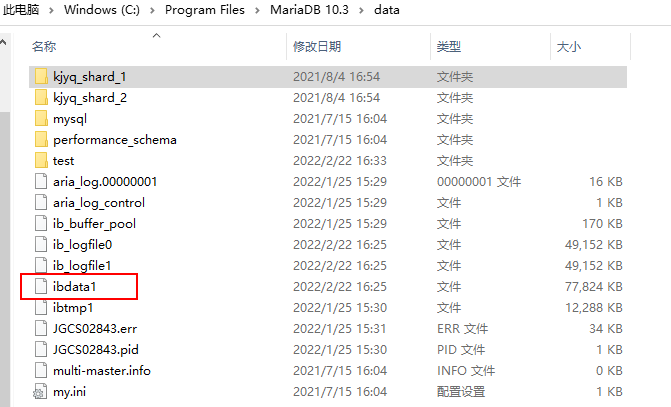 此电脑 > Windows (C:) > Program Files > MariaDB 10.3 > data
名称 修改日期 类型 大小
kjyq_shard_1 2021/8/4 16:54 文件夹
kjyq_shard_2 2021/8/4 16:54 文件夹
mysql 2021/7/15 16:04 文件夹
performance_schema 2021/7/15 16:04 文件夹
test 2022/2/22 16:33 文件夹
aria_log.00000001 2022/1/25 15:29 00000001 文件 16 KB
aria_log_control 2022/1/25 15:29 文件 1 KB
ib_buffer_pool 2022/1/25 15:29 文件 170 KB
ib_logfile0 2022/2/22 16:25 文件 49,152 KB
ib_logfile1 2022/1/25 15:29 文件 49,152 KB
ibdata1 2022/2/22 16:25 文件 77,824 KB
ibtmp1 2022/1/25 15:30 文件 12,288 KB
JGCS02843.err 2022/1/25 15:31 ERR 文件 34 KB
JGCS02843.pid 2022/1/25 15:30 PID 文件 1 KB
multi-master.info 2021/7/15 16:04 INFO 文件 0 KB
my.ini 2021/7/15 16:04 配置设置 1 KB